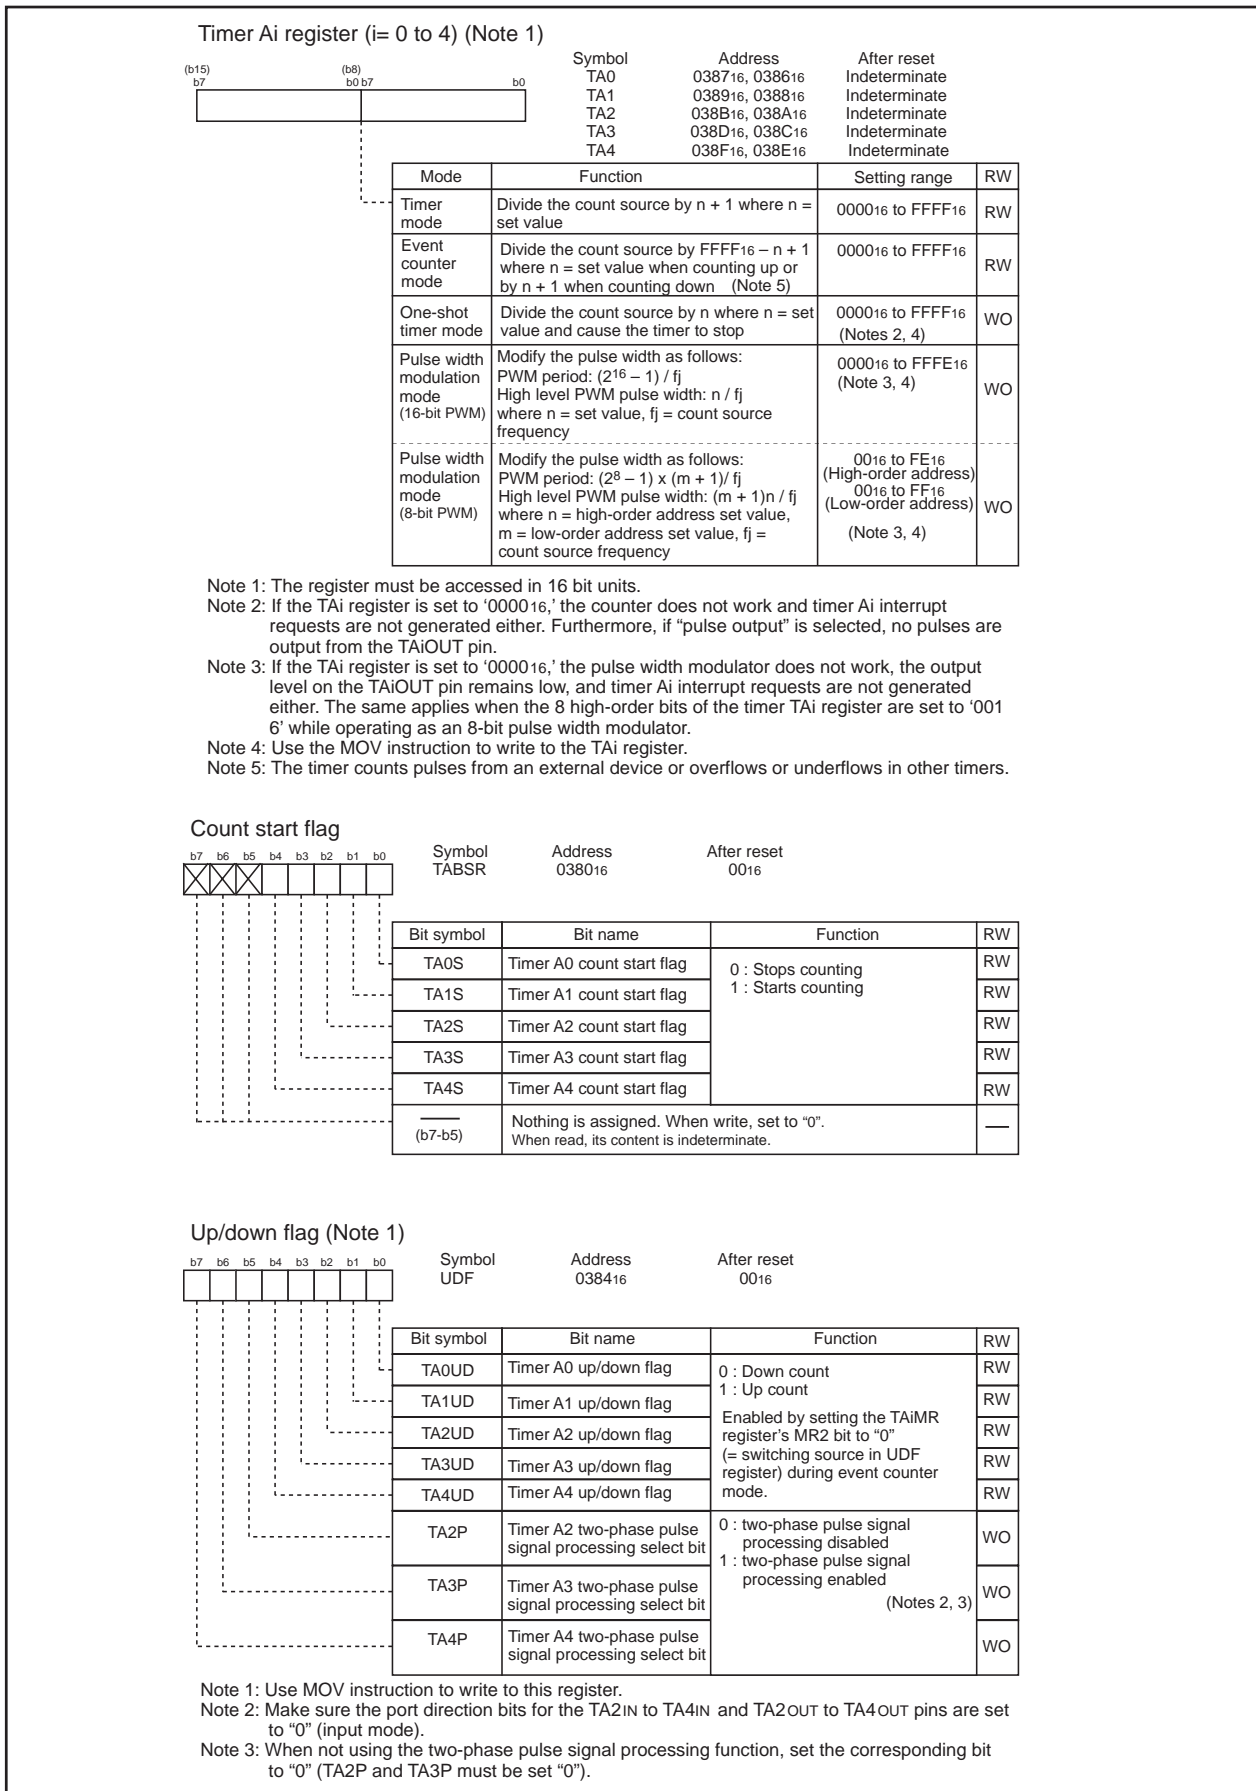 Timer Ai register (i= 0 to 4) (Note 1)
Symbol Address After reset
TA0 038716, 038616 Indeterminate
TA1 038916, 038816 Indeterminate
TA2 038B16, 038A16 Indeterminate
TA3 038D16, 038C16 Indeterminate
TA4 038F16, 038E16 Indeterminate
(b15) (b8)
b7 b0 b7 b0
Mode Function Setting range RW
Timer mode Divide the count source by n + 1 where n = set value 000016 to FFFF16 RW
Event counter mode Divide the count source by FFFF16 – n + 1 where n = set value when counting up or by n + 1 when counting down (Note 5) 000016 to FFFF16 RW
One-shot timer mode Divide the count source by n where n = set value and cause the timer to stop 000016 to FFFF16 (Notes 2, 4) WO
Pulse width modulation mode (16-bit PWM) Modify the pulse width as follows:
PWM period: (2^16 – 1) / fj
High level PWM pulse width: n / fj
where n = set value, fj = count source frequency
000016 to FFFE16 (Note 3, 4) WO
Pulse width modulation mode (8-bit PWM) Modify the pulse width as follows:
PWM period: (2^8 – 1) x (m + 1)/ fj
High level PWM pulse width: (m + 1)n / fj
where n = high-order address set value,
m = low-order address set value, fj =
count source frequency
0016 to FE16
(High-order address)
0016 to FF16
(Low-order address)
(Note 3, 4) WO
Note 1: The register must be accessed in 16 bit units.
Note 2: If the TAi register is set to ‘000016,’ the counter does not work and timer Ai interrupt
requests are not generated either. Furthermore, if “pulse output” is selected, no pulses are
output from the TAiOUT pin.
Note 3: If the TAi register is set to ‘000016,’ the pulse width modulator does not work, the output
level on the TAiOUT pin remains low, and timer Ai interrupt requests are not generated
either. The same applies when the 8 high-order bits of the timer TAi register are set to ‘001
6’ while operating as an 8-bit pulse width modulator.
Note 4: Use the MOV instruction to write to the TAi register.
Note 5: The timer counts pulses from an external device or overflows or underflows in other timers.
Count start flag
b7 b6 b5 b4 b3 b2 b1 b0
Symbol Address After reset
TABSR 038016 0016
Bit symbol Bit name Function RW
TA0S Timer A0 count start flag 0 : Stops counting RW
1 : Starts counting
TA1S Timer A1 count start flag RW
TA2S Timer A2 count start flag RW
TA3S Timer A3 count start flag RW
TA4S Timer A4 count start flag RW
(b7-b5) Nothing is assigned. When write, set to “0”.
When read, its content is indeterminate. —
Up/down flag (Note 1)
b7 b6 b5 b4 b3 b2 b1 b0
Symbol Address After reset
UDF 038416 0016
Bit symbol Bit name Function RW
TA0UD Timer A0 up/down flag RW
TA1UD Timer A1 up/down flag RW
TA2UD Timer A2 up/down flag RW
TA3UD Timer A3 up/down flag RW
TA4UD Timer A4 up/down flag RW
0 : Down count
1 : Up count
Enabled by setting the TAiMR
register’s MR2 bit to “0”
(= switching source in UDF
register) during event counter
mode.
TA2P Timer A2 two-phase pulse signal processing select bit WO
TA3P Timer A3 two-phase pulse signal processing select bit WO
TA4P Timer A4 two-phase pulse signal processing select bit WO
0 : two-phase pulse signal
processing disabled
1 : two-phase pulse signal
processing enabled
(Notes 2, 3)
Note 1: Use MOV instruction to write to this register.
Note 2: Make sure the port direction bits for the TA2IN to TA4IN and TA2OUT to TA4OUT pins are set
to “0” (input mode).
Note 3: When not using the two-phase pulse signal processing function, set the corresponding bit
to “0” (TA2P and TA3P must be set “0”).